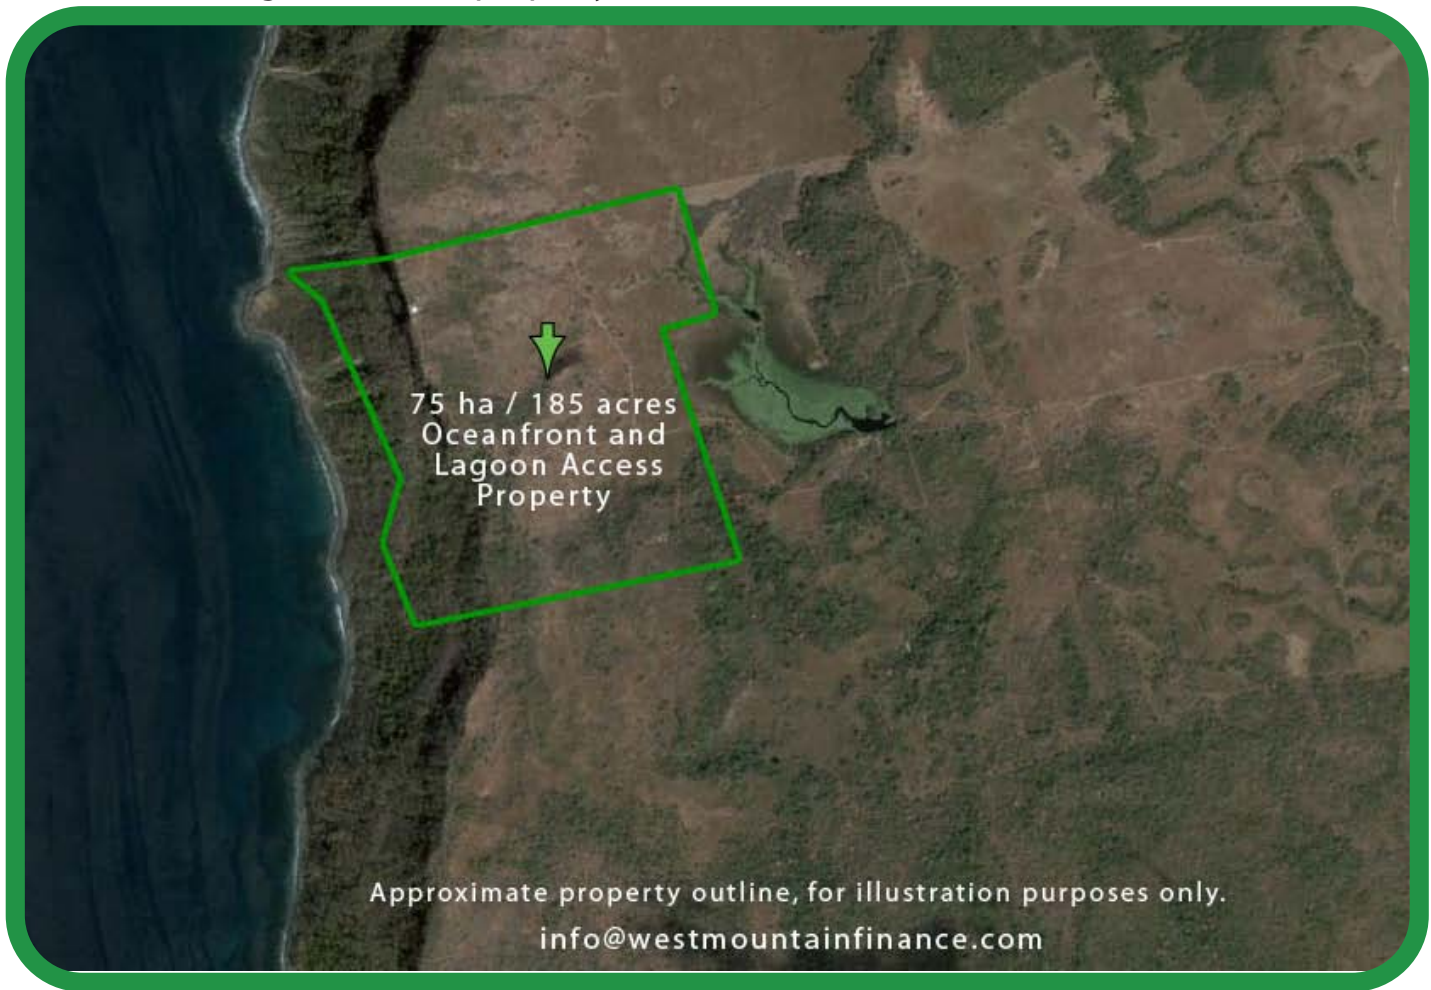 75 ha / 185 acres
Oceanfront and
Lagoon Access
Property
Approximate property outline, for illustration purposes only.
info@westmountainfinance.com